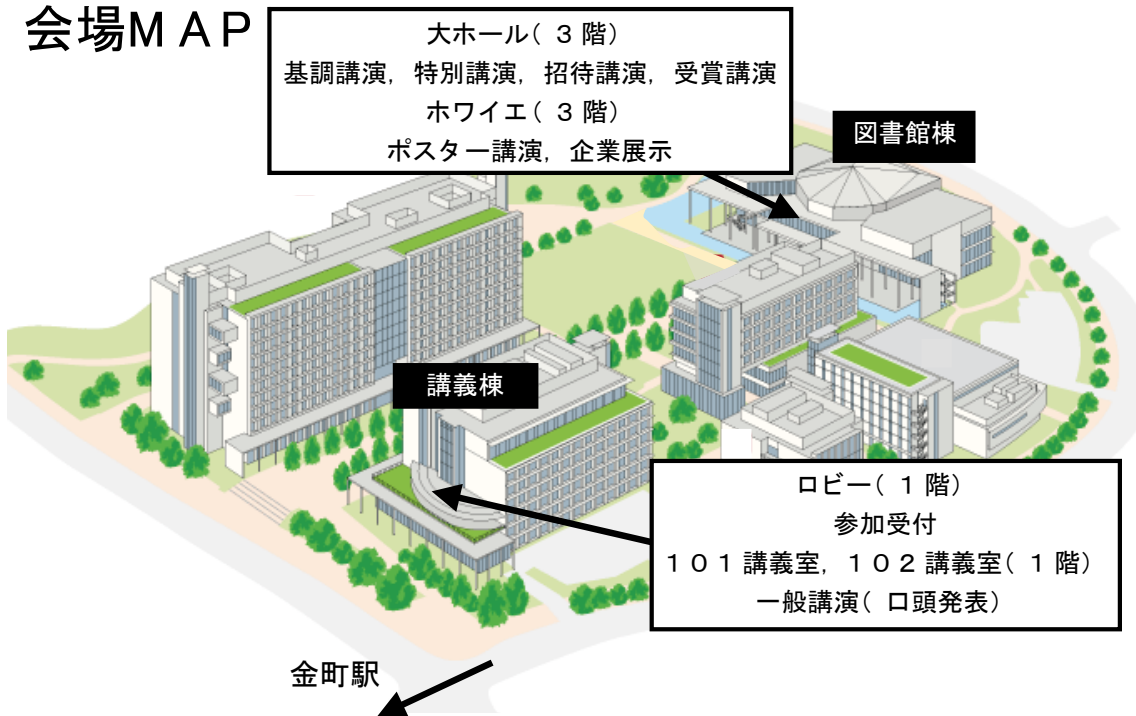 会場ＭＡＰ
大ホール（３階）
基調講演，特別講演，招待講演，受賞講演
ホワイエ（３階）
ポスター講演，企業展示
図書館棟
講義棟
ロビー（１階）
参加受付
１０１講義室，１０２講義室（１階）
一般講演（口頭発表）
金町駅